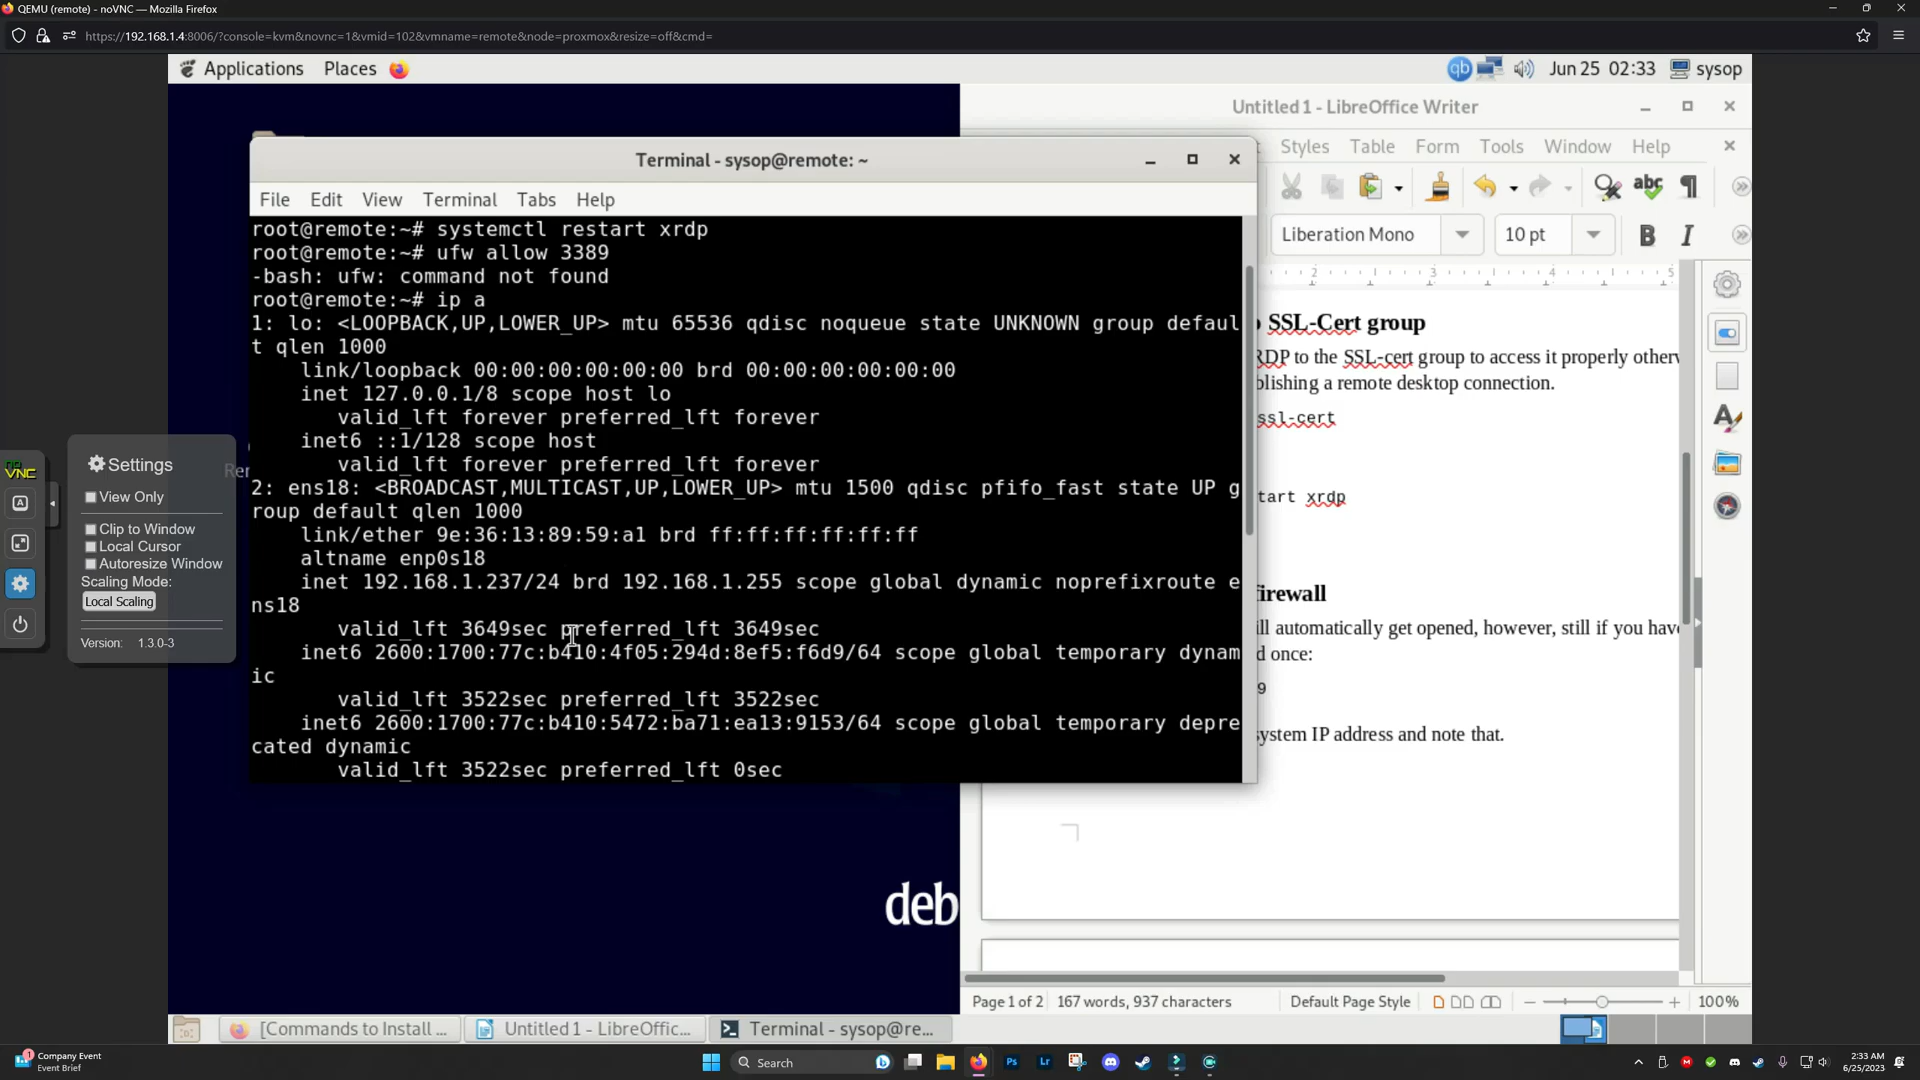 QEMU (remote) - noVNC — Mozilla Firefox
https://192.168.1.4:8006/?console=kvm&novnc=1&vmid=102&vmname=remote&node=proxmox&resize=off&cmd=
Applications Places
qb Jun 25 02:33 sysop
Untitled 1 - LibreOffice Writer
Styles Table Form Tools Window Help
Liberation Mono 10 pt B I
Terminal - sysop@remote: ~
File Edit View Terminal Tabs Help
root@remote:~# systemctl restart xrdp
root@remote:~# ufw allow 3389
-bash: ufw: command not found
root@remote:~# ip a
1: lo: <LOOPBACK,UP,LOWER_UP> mtu 65536 qdisc noqueue state UNKNOWN group defaul
t qlen 1000
link/loopback 00:00:00:00:00:00 brd 00:00:00:00:00:00
inet 127.0.0.1/8 scope host lo
valid_lft forever preferred_lft forever
inet6 ::1/128 scope host
valid_lft forever preferred_lft forever
2: ens18: <BROADCAST,MULTICAST,UP,LOWER_UP> mtu 1500 qdisc pfifo_fast state UP g
roup default qlen 1000
link/ether 9e:36:13:89:59:a1 brd ff:ff:ff:ff:ff:ff
altname enp0s18
inet 192.168.1.237/24 brd 192.168.1.255 scope global dynamic noprefixroute e
ns18
valid_lft 3649sec preferred_lft 3649sec
inet6 2600:1700:77c:b410:4f05:294d:8ef5:f6d9/64 scope global temporary dynam
ic
valid_lft 3522sec preferred_lft 3522sec
inet6 2600:1700:77c:b410:5472:ba71:ea13:9153/64 scope global temporary depre
cated dynamic
valid_lft 3522sec preferred_lft 0sec
SSL-Cert group
RDP to the SSL-cert group to access it properly otherw
blishing a remote desktop connection.
ssl-cert
tart xrdp
firewall
ill automatically get opened, however, still if you have
d once:
9
system IP address and note that.
VNC
Settings
View Only
Clip to Window
Local Cursor
Autoresize Window
Scaling Mode:
Local Scaling
Version: 1.3.0-3
deb
Page 1 of 2 167 words, 937 characters Default Page Style 100%
[Commands to Install ... Untitled 1 - LibreOffic... Terminal - sysop@re...
Company Event
Event Brief
Search
Ps Lr
2:33 AM
6/25/2023